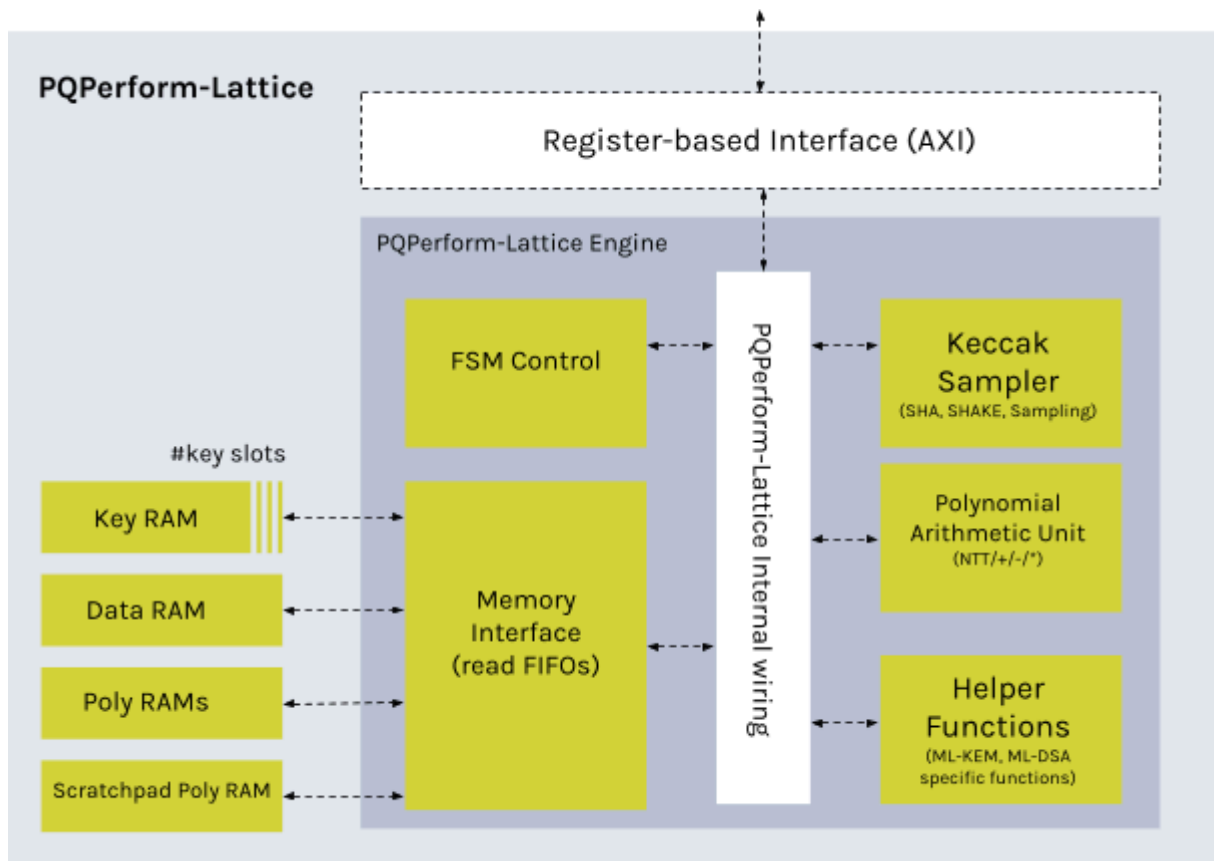 PQPerform-Lattice
Register-based Interface (AXI)
PQPerform-Lattice Engine
FSM Control
PQPerform-Lattice Internal wiring
Keccak
Sampler
(SHA, SHAKE, Sampling)
#key slots
Key RAM
Data RAM
Poly RAMs
Scratchpad Poly RAM
Memory
Interface
(read FIFOs)
Polynomial
Arithmetic Unit
(NTT/+/-/*)
Helper
Functions
(ML-KEM, ML-DSA
specific functions)